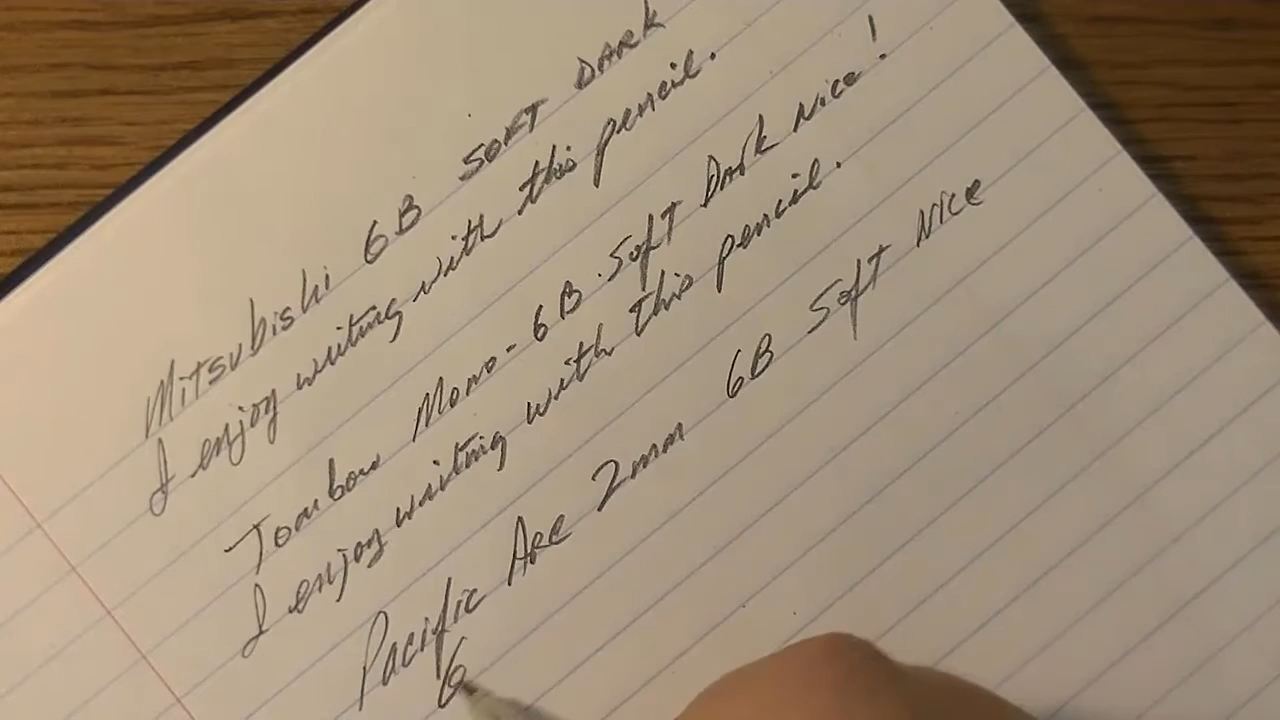 Mitsubishi 6B SOFT DARK
I enjoy writing with this pencil.
Tombow Mono - 6B . Soft Dark Nice!
I enjoy writing with this pencil.
Pacific Arc 2mm 6B Soft Nice
6